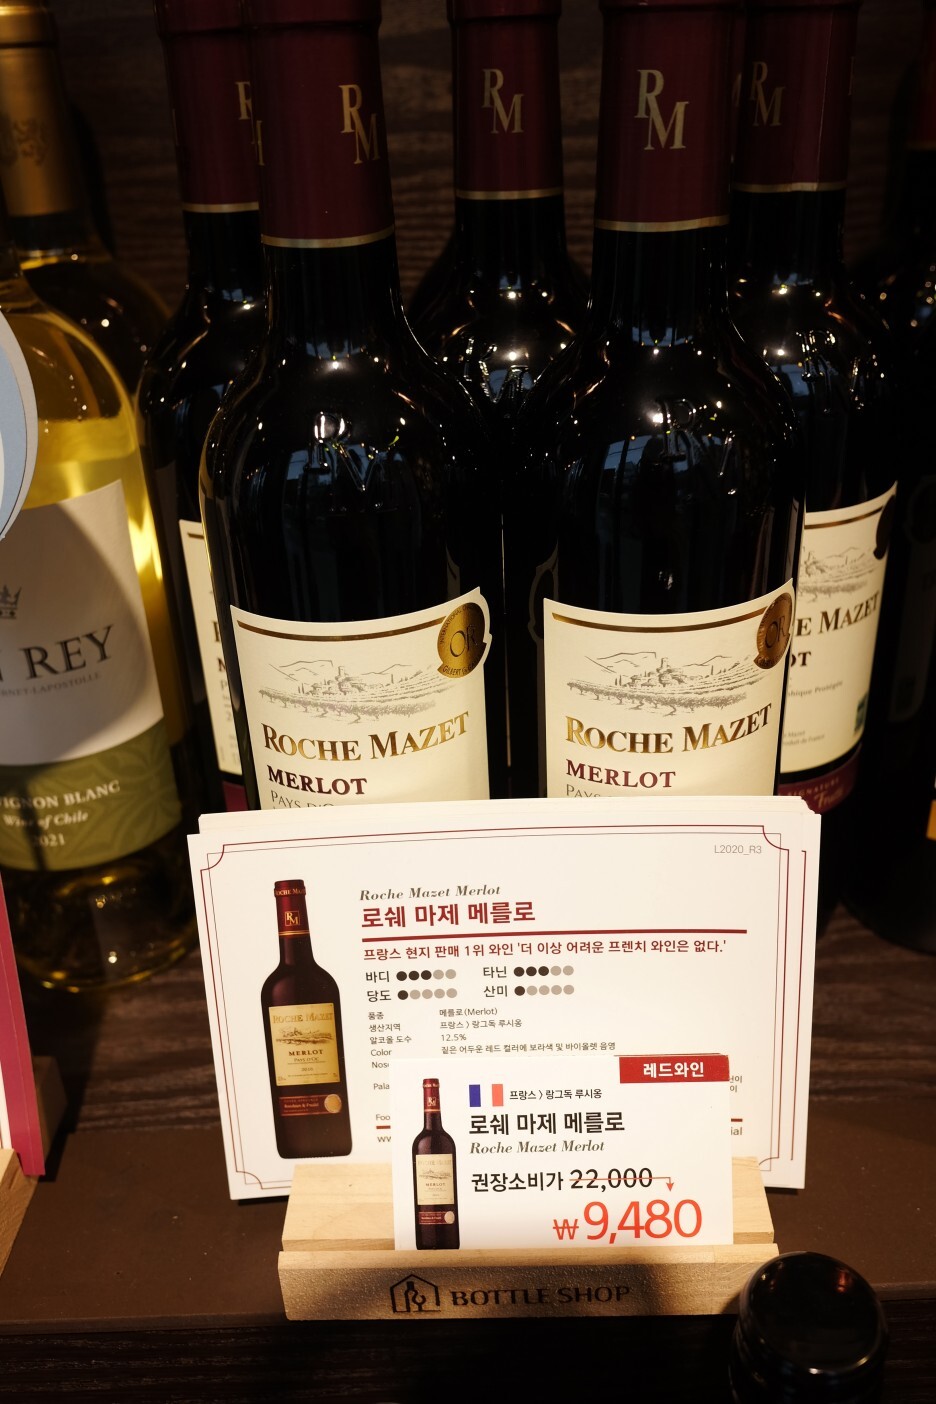 RM
RM
RM
RM
REY
ROCHE MAZET
MERLOT
ROCHE MAZET
MERLOT
E MAZET
OT
IGNON BLANC
Wine of Chile
2021
L2020_R3
Roche Mazet Merlot
로쉐 마제 메를로
프랑스 현지 판매 1위 와인 '더 이상 어려운 프렌치 와인은 없다.'
바디 타닌
당도 산미
품종 메를로(Merlot)
생산지역 프랑스 > 랑그독 루시옹
알코올 도수 12.5%
Color 짙은 어두운 레드 컬러에 보라색 및 바이올렛 음영
ROCHE MAZET
MERLOT
레드와인
프랑스 > 랑그독 루시옹
로쉐 마제 메를로
Roche Mazet Merlot
권장소비가 22,000
₩9,480
BOTTLE SHOP